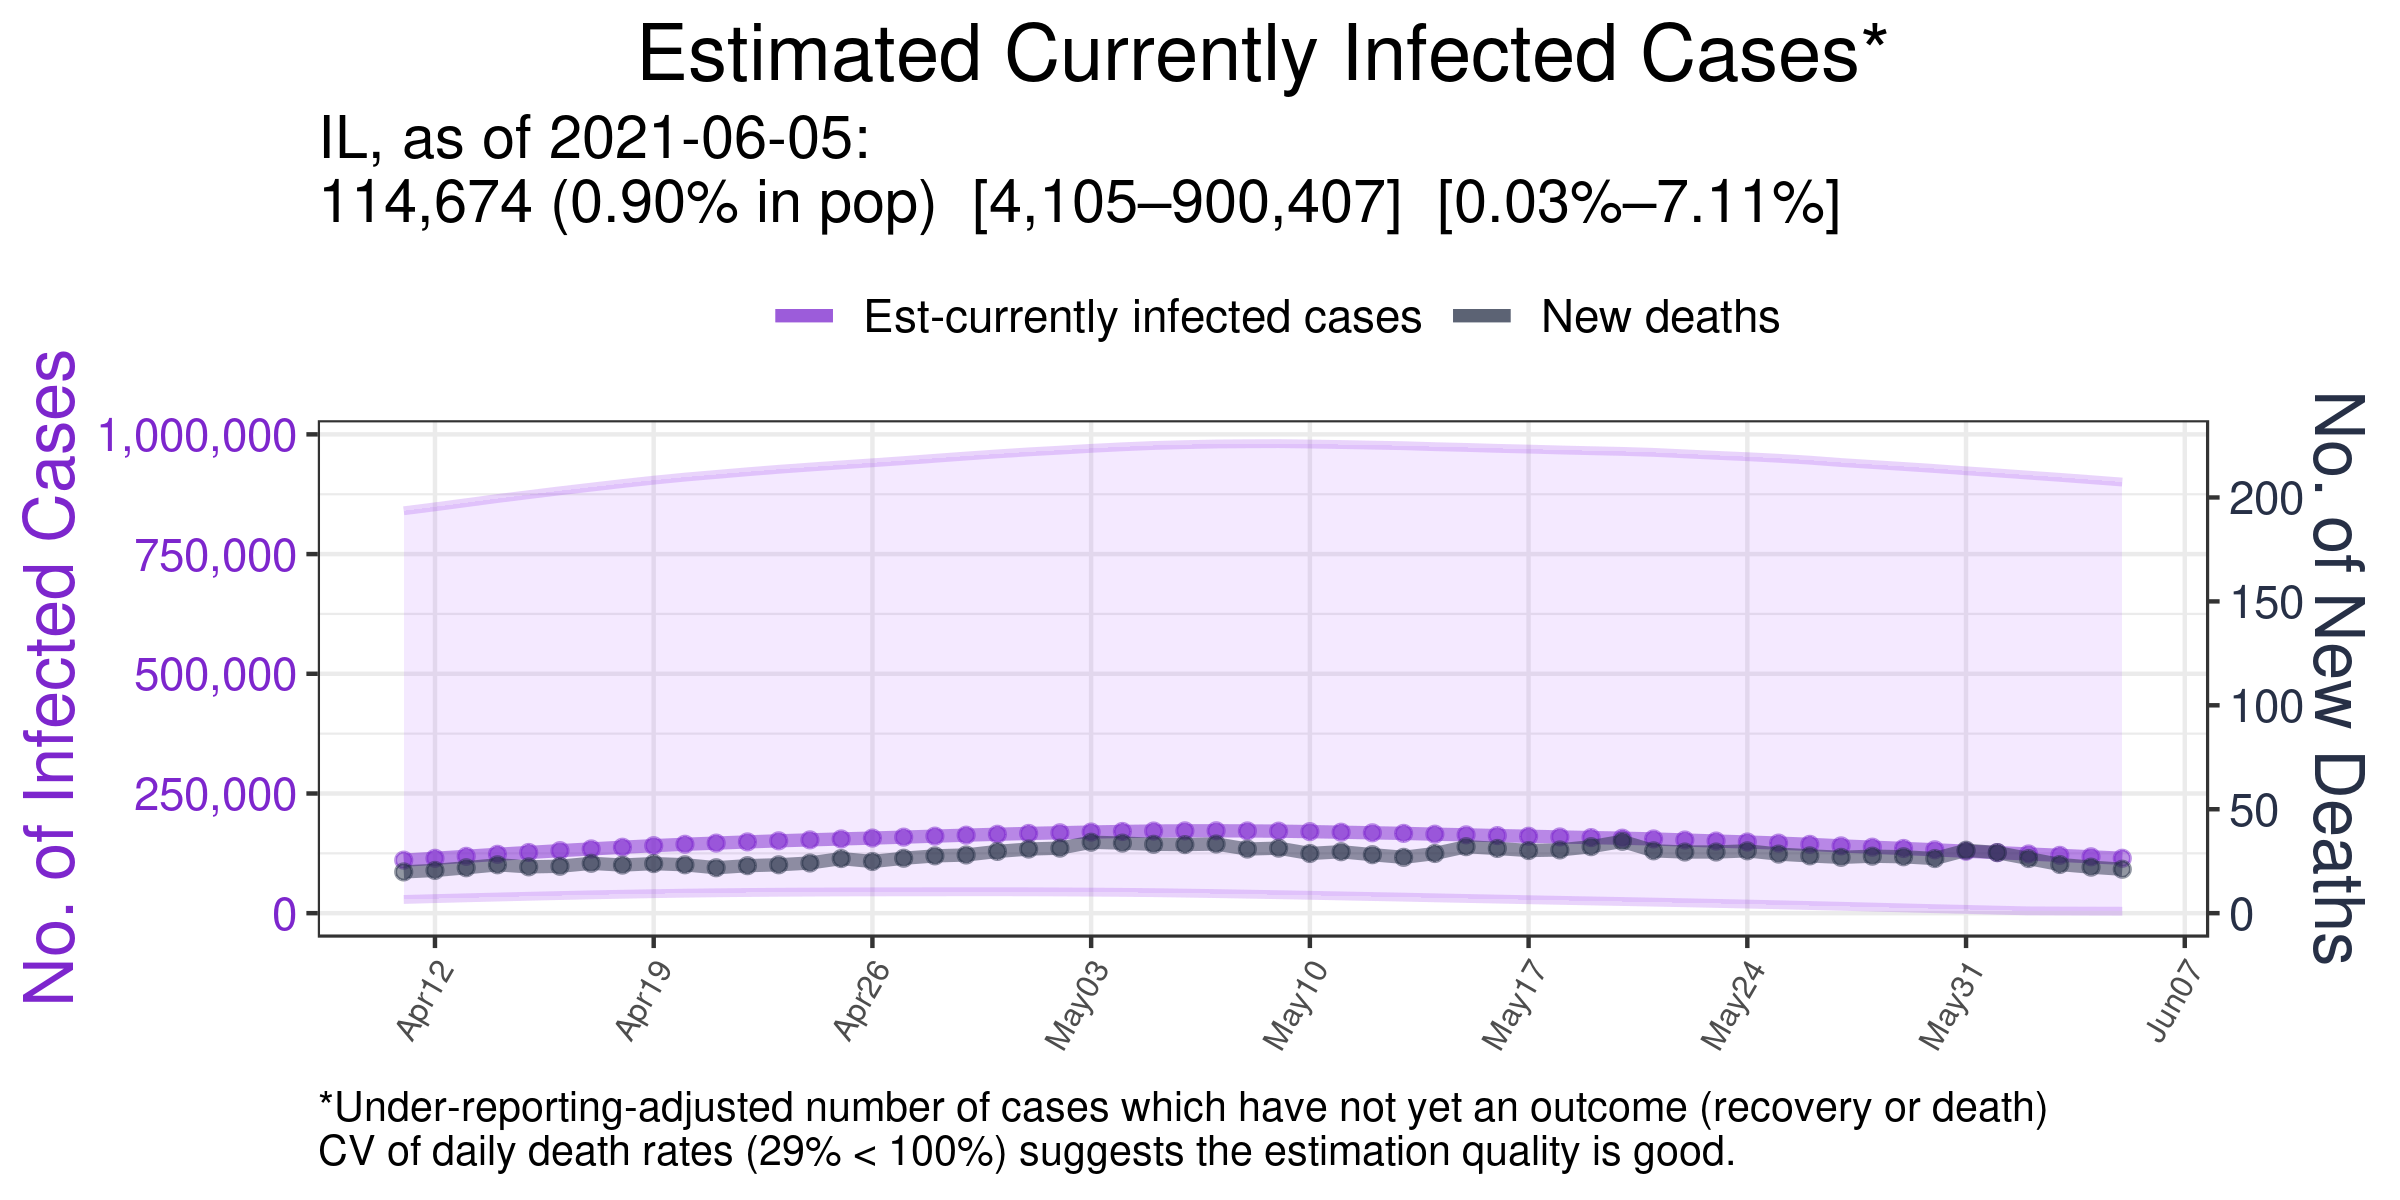 Estimated Currently Infected Cases*
IL, as of 2021-06-05:
114,674 (0.90% in pop)  [4,105–900,407]  [0.03%–7.11%]
Est-currently infected cases
New deaths
No. of Infected Cases
1,000,000
750,000
500,000
250,000
0
200
150
100
50
0
No. of New Deaths
Apr12
Apr19
Apr26
May03
May10
May17
May24
May31
Jun07
*Under-reporting-adjusted number of cases which have not yet an outcome (recovery or death)
CV of daily death rates (29% < 100%) suggests the estimation quality is good.